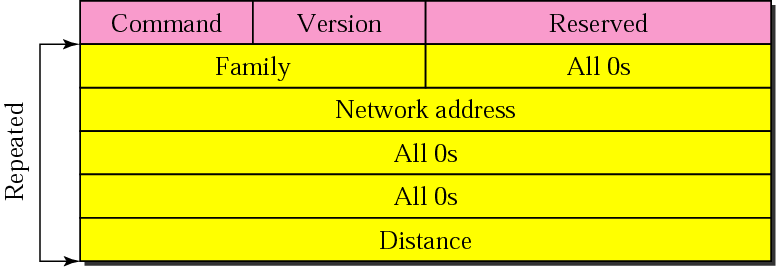 Command Version Reserved
Family All 0s
Network address
All 0s
All 0s
Distance
Repeated